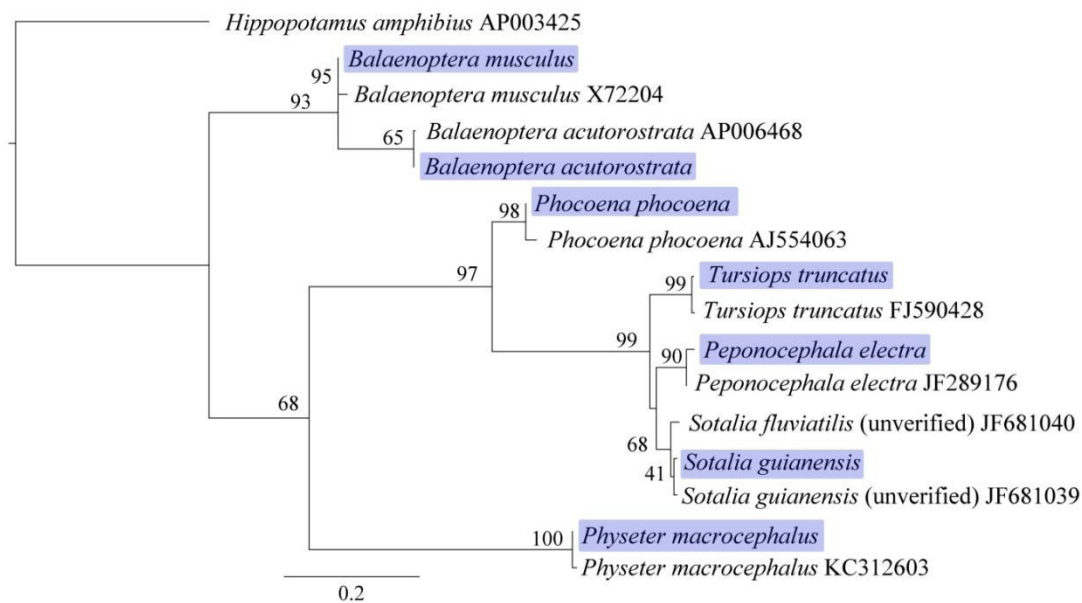 Hippopotamus amphibius AP003425
Balaenoptera musculus
95
Balaenoptera musculus X72204
93
Balaenoptera acutorostrata AP006468
65
Balaenoptera acutorostrata
Phocoena phocoena
98
Phocoena phocoena AJ554063
97
Tursiops truncatus
99
Tursiops truncatus FJ590428
99
Peponocephala electra
90
Peponocephala electra JF289176
68
Sotalia fluviatilis (unverified) JF681040
68
Sotalia guianensis
41
Sotalia guianensis (unverified) JF681039
Physeter macrocephalus
100
Physeter macrocephalus KC312603
0.2